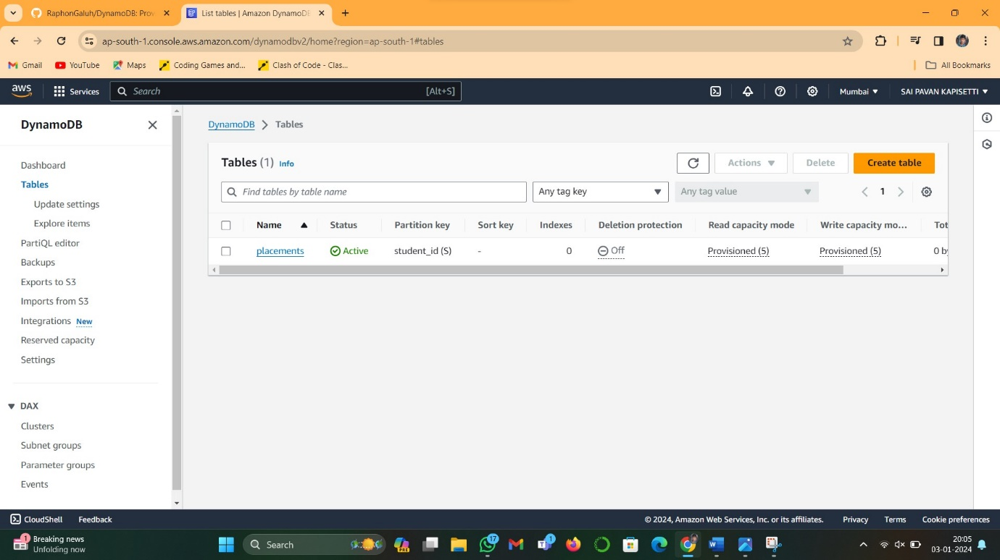 RaphonGaluh/DynamoDB: Prov
List tables | Amazon DynamoDB
ap-south-1.console.aws.amazon.com/dynamodbv2/home?region=ap-south-1#tables
Gmail YouTube Maps Coding Games and... Clash of Code - Clas... All Bookmarks
aws Services Search [Alt+S] Mumbai SAI PAVAN KAPISETTI
DynamoDB
Dashboard
Tables
Update settings
Explore items
PartiQL editor
Backups
Exports to S3
Imports from S3
Integrations New
Reserved capacity
Settings
DAX
Clusters
Subnet groups
Parameter groups
Events
DynamoDB > Tables
Tables (1) Info Actions Delete Create table
Find tables by table name Any tag key Any tag value 1
Name Status Partition key Sort key Indexes Deletion protection Read capacity mode Write capacity mo... Tot
placements Active student_id (S) - 0 Off Provisioned (5) Provisioned (5) 0 by
CloudShell Feedback © 2024, Amazon Web Services, Inc. or its affiliates. Privacy Terms Cookie preferences
1 Breaking news
Unfolding now
Search PRE 17 1
20:05
03-01-2024